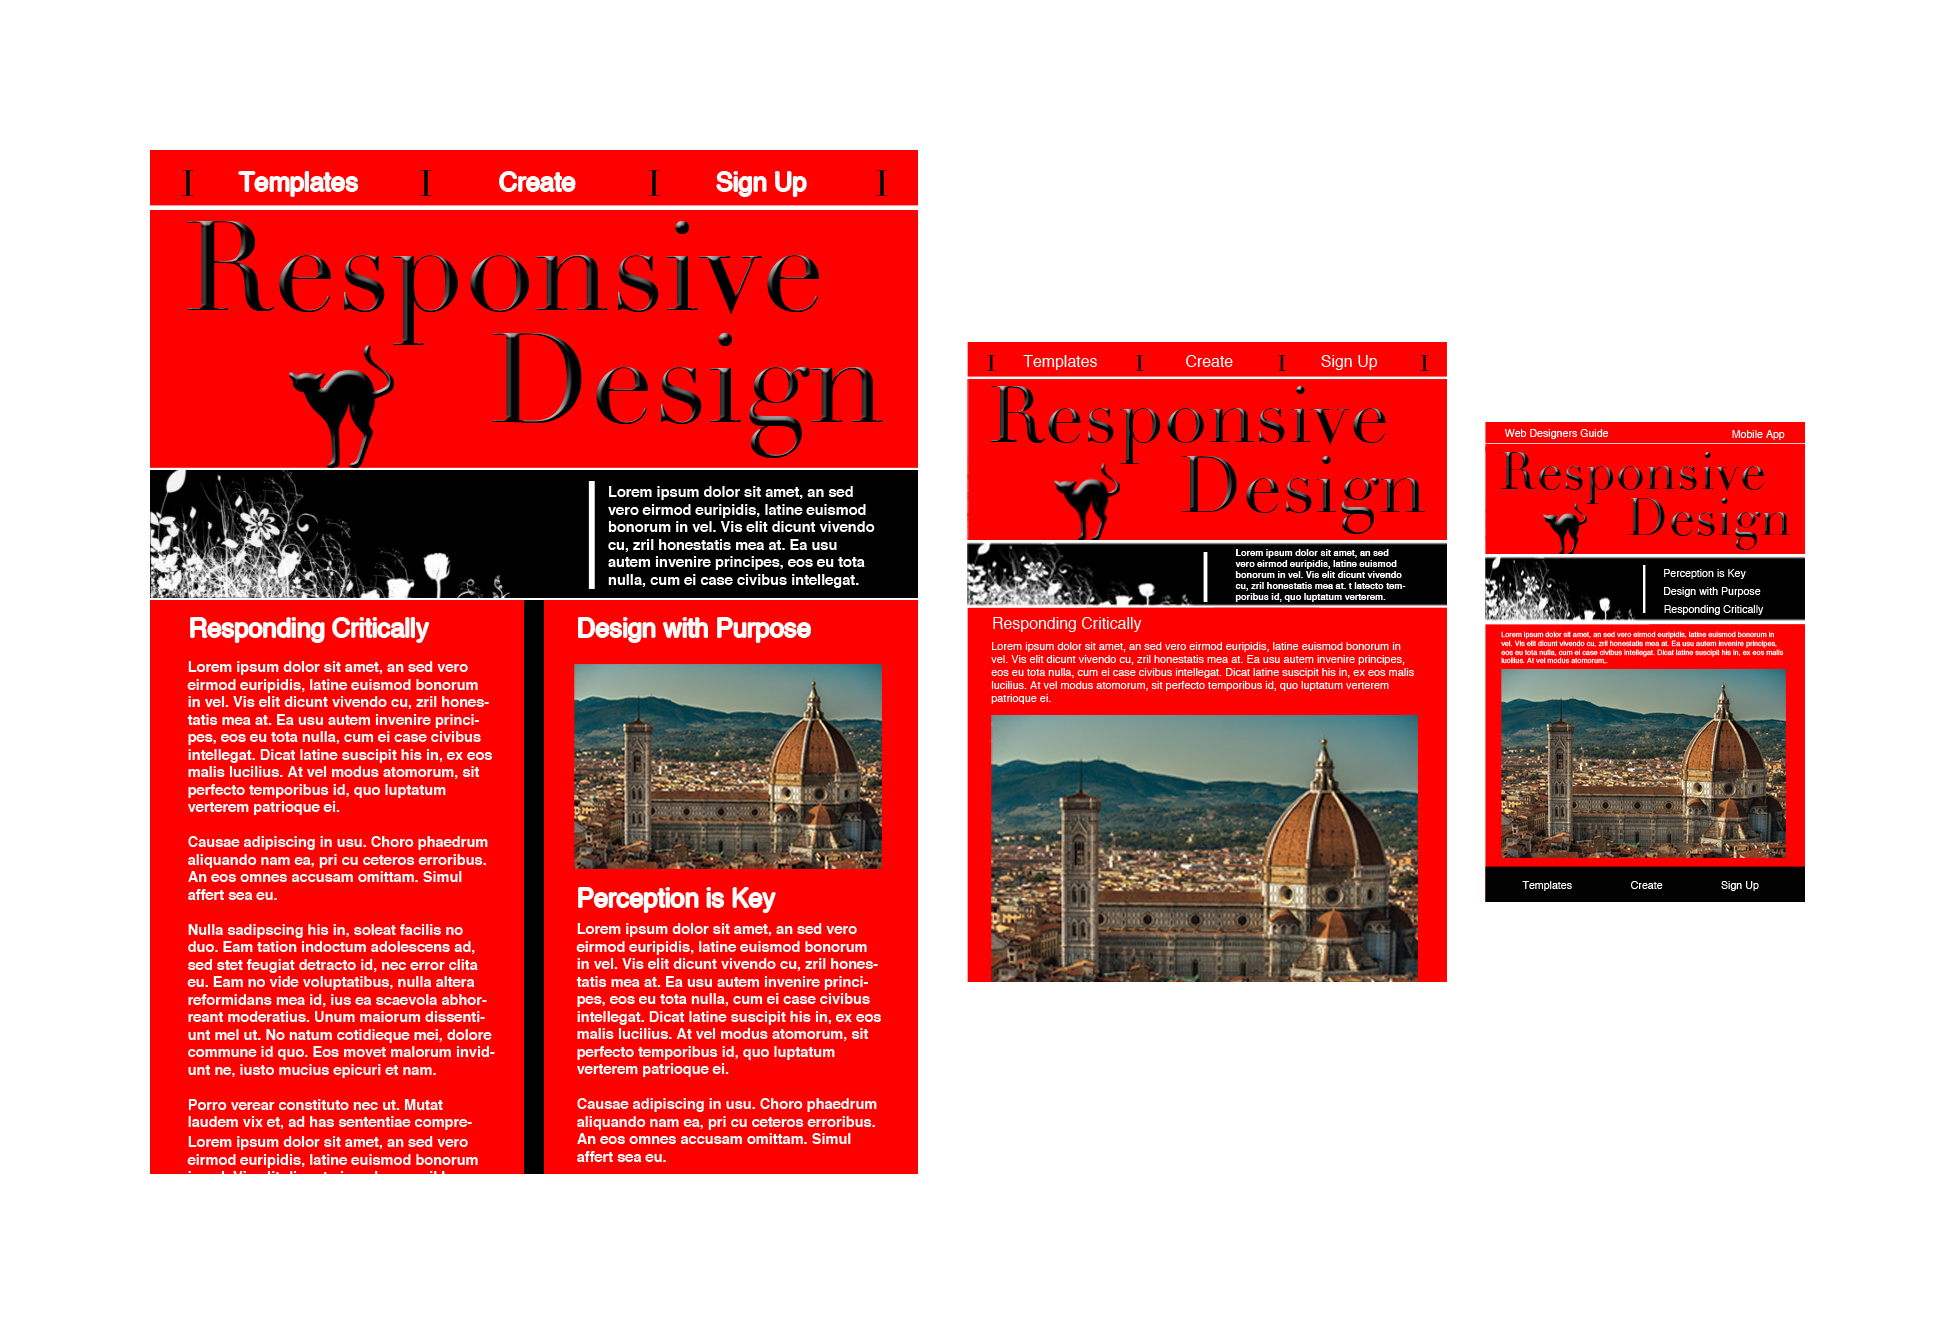 I Templates I Create I Sign Up I
Responsive
Design
Lorem ipsum dolor sit amet, an sed
vero eirmod euripidis, latine euismod
bonorum in vel. Vis elit dicunt vivendo
cu, zril honestatis mea at. Ea usu
autem invenire principes, eos eu tota
nulla, cum ei case civibus intellegat.
Responding Critically
Lorem ipsum dolor sit amet, an sed vero
eirmod euripidis, latine euismod bonorum
in vel. Vis elit dicunt vivendo cu, zril hones-
tatis mea at. Ea usu autem invenire princi-
pes, eos eu tota nulla, cum ei case civibus
intellegat. Dicat latine suscipit his in, ex eos
malis lucilius. At vel modus atomorum, sit
perfecto temporibus id, quo luptatum
verterem patrioque ei.
Causae adipiscing in usu. Choro phaedrum
aliquando nam ea, pri cu ceteros erroribus.
An eos omnes accusam omittam. Simul
affert sea eu.
Nulla sadipscing his in, soleat facilis no
duo. Eam tation indoctum adolescens ad,
sed stet feugiat detracto id, nec error clita
eu. Eam no vide voluptatibus, nulla altera
reformidans mea id, ius ea scaevola abhor-
reant moderatius. Unum maiorum dissenti-
unt mel ut. No natum cotidieque mei, dolore
commune id quo. Eos movet malorum invid-
unt ne, iusto mucius epicuri et nam.
Porro verear constituto nec ut. Mutat
laudem vix et, ad has sententiae compre-
Lorem ipsum dolor sit amet, an sed vero
eirmod euripidis, latine euismod bonorum
Design with Purpose
Perception is Key
Lorem ipsum dolor sit amet, an sed vero
eirmod euripidis, latine euismod bonorum
in vel. Vis elit dicunt vivendo cu, zril hones-
tatis mea at. Ea usu autem invenire princi-
pes, eos eu tota nulla, cum ei case civibus
intellegat. Dicat latine suscipit his in, ex eos
malis lucilius. At vel modus atomorum, sit
perfecto temporibus id, quo luptatum
verterem patrioque ei.
Causae adipiscing in usu. Choro phaedrum
aliquando nam ea, pri cu ceteros erroribus.
An eos omnes accusam omittam. Simul
affert sea eu.
I Templates I Create I Sign Up I
Responsive
Design
Lorem ipsum dolor sit amet, an sed
vero eirmod euripidis, latine euismod
bonorum in vel. Vis elit dicunt vivendo
cu, zril honestatis mea at. t latecto tem-
poribus id, quo luptatum verterem.
Responding Critically
Lorem ipsum dolor sit amet, an sed vero eirmod euripidis, latine euismod bonorum in
vel. Vis elit dicunt vivendo cu, zril honestatis mea at. Ea usu autem invenire principes,
eos eu tota nulla, cum ei case civibus intellegat. Dicat latine suscipit his in, ex eos malis
lucilius. At vel modus atomorum, sit perfecto temporibus id, quo luptatum verterem
patrioque ei.
Web Designers Guide Mobile App
Responsive
Design
Perception is Key
Design with Purpose
Responding Critically
Lorem ipsum dolor sit amet, an sed vero eirmod euripidis, latine euismod bonorum in
vel. Vis elit dicunt vivendo cu, zril honestatis mea at. Ea usu autem invenire principes,
eos eu tota nulla, cum ei case civibus intellegat. Dicat latine suscipit his in, ex eos malis
lucilius. At vel modus atomorum,.
Templates Create Sign Up